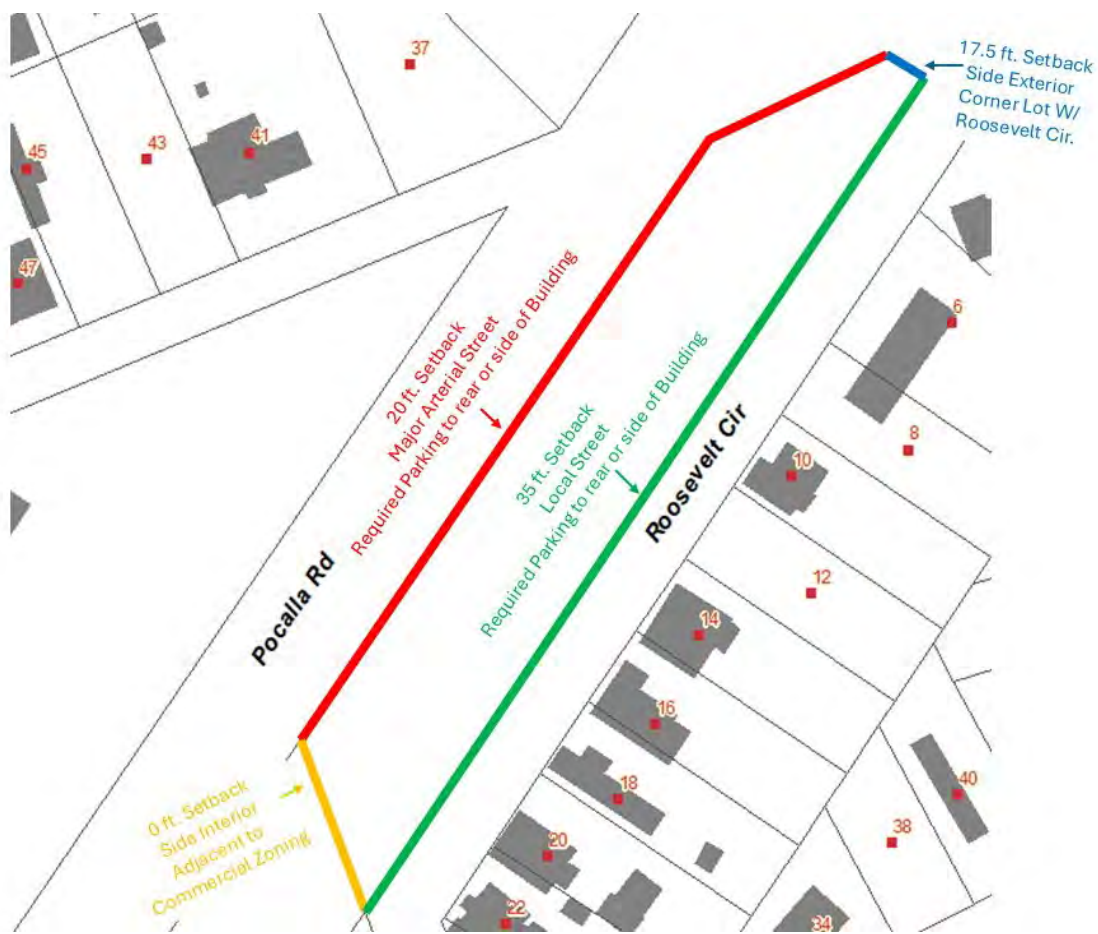 37
17.5 ft. Setback
Side Exterior
Corner Lot W/
Roosevelt Cir.
41
43
45
47
20 ft. Setback
Major Arterial Street
Required Parking to rear or side of Building
6
35 ft. Setback
Local Street
Required Parking to rear or side of Building
Roosevelt Cir
8
10
Pocalla Rd
12
14
16
0 ft. Setback
Side Interior
Adjacent to
Commercial Zoning
18
40
38
20
22
34